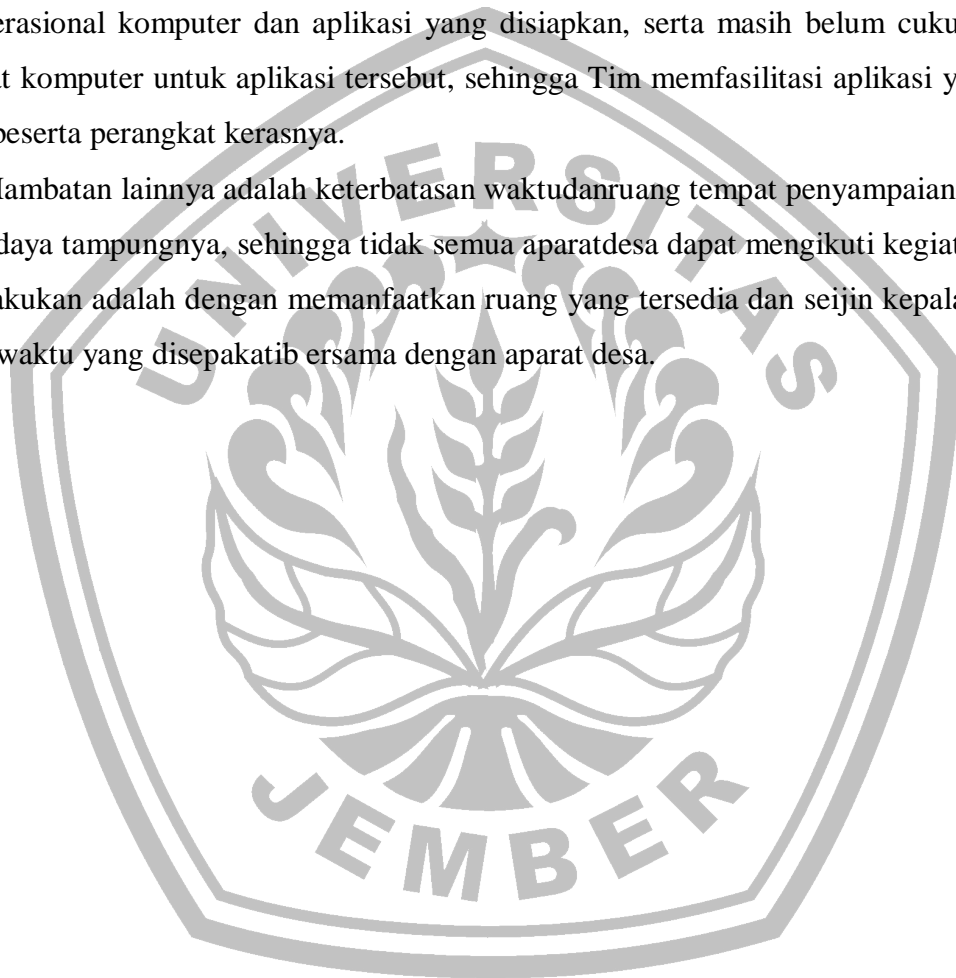 erasional komputer dan aplikasi yang disiapkan, serta masih belum cuku
at komputer untuk aplikasi tersebut, sehingga Tim memfasilitasi aplikasi y
beserta perangkat kerasnya.
Hambatan lainnya adalah keterbatasan waktudanruang tempat penyampaian
daya tampungnya, sehingga tidak semua aparatdesa dapat mengikuti kegiat
akukan adalah dengan memanfaatkan ruang yang tersedia dan seijin kepala
waktu yang disepakatib ersama dengan aparat desa.
UNIVERSITAS
JEMBER